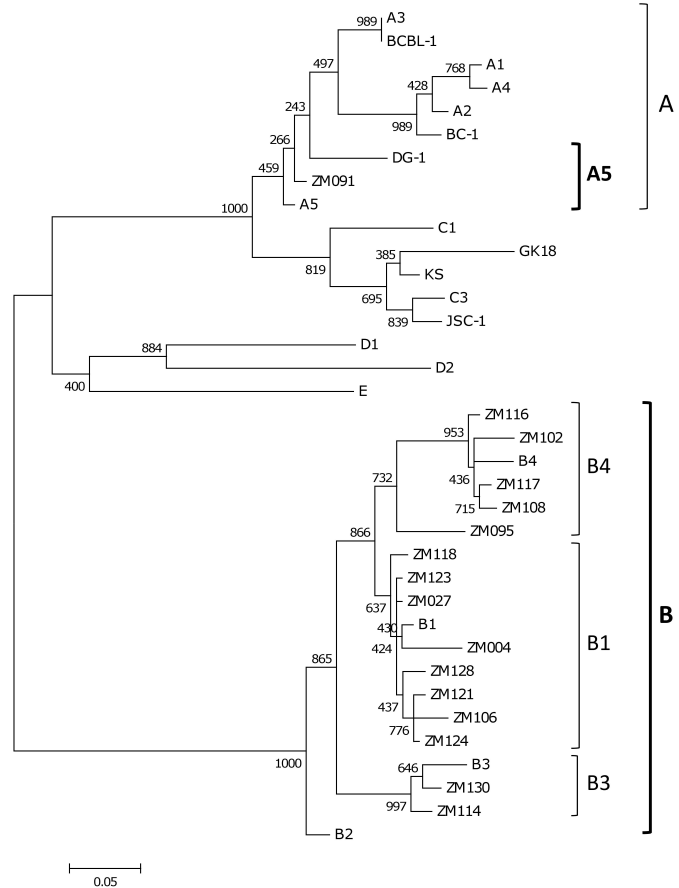 989
A3
BCBL-1
497
768
A1
A4
428
A2
989
BC-1
A
243
DG-1
266
ZM091
A5
459
A5
1000
C1
819
GK18
385
KS
695
C3
839
JSC-1
884
D1
D2
400
E
ZM116
953
ZM102
B4
B4
436
ZM117
715
ZM108
732
ZM095
866
ZM118
ZM123
637
ZM027
430
B1
424
ZM004
B1
B
865
ZM128
437
ZM121
ZM106
776
ZM124
1000
646
B3
ZM130
B3
997
ZM114
B2
0.05